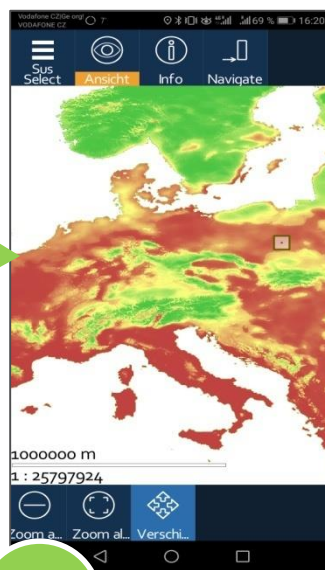 Vodafone CZ|Ge org!
VODAFONE CZ
69 % 16:20
Sus
Select
Ansicht
Info
Navigate
1000000 m
1 : 25797924
Zoom a...
Zoom al...
Verschi...